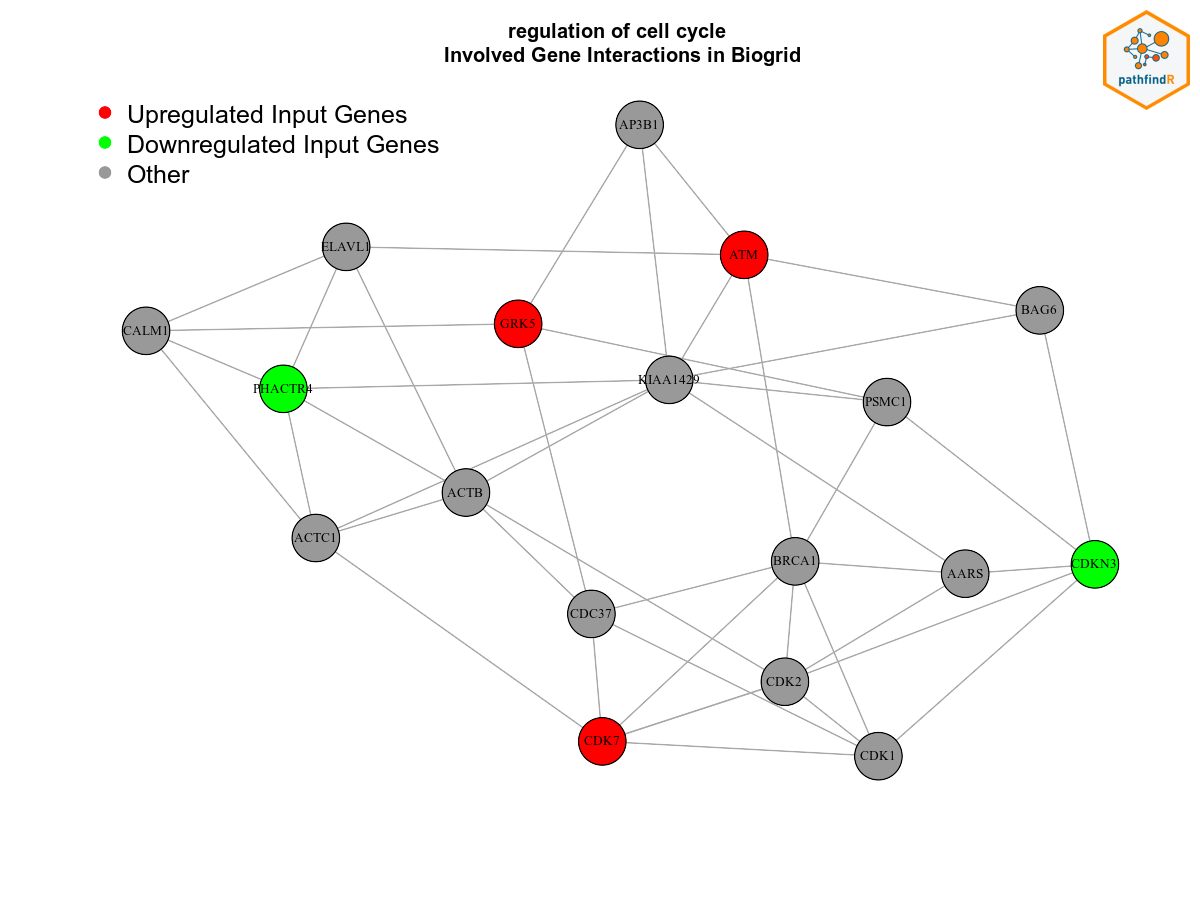 regulation of cell cycle
Involved Gene Interactions in Biogrid
pathfindR
Upregulated Input Genes
Downregulated Input Genes
Other
AP3B1
ELAVL1
ATM
BAG6
CALM1
GRK5
PHACTR4
KIAA1429
PSMC1
ACTB
ACTC1
BRCA1
AARS
CDKN3
CDC37
CDK2
CDK7
CDK1